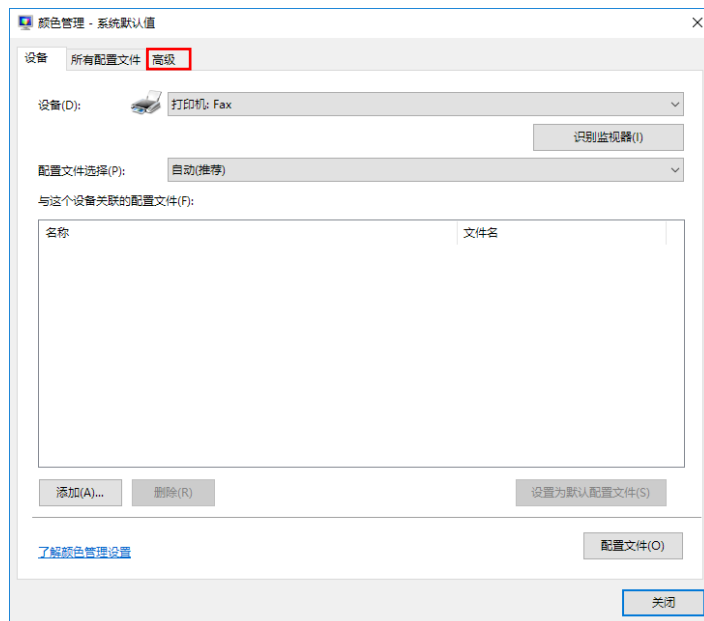 颜色管理 - 系统默认值
设备 所有配置文件 高级
设备(D): 打印机: Fax
识别监视器(I)
配置文件选择(P): 自动(推荐)
与这个设备关联的配置文件(F):
名称 文件名
添加(A)... 删除(R) 设置为默认配置文件(S)
了解颜色管理设置 配置文件(O)
关闭